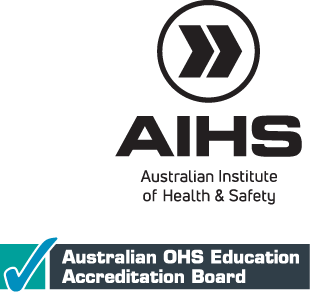 AIHS
Australian Institute
of Health & Safety
Australian OHS Education
Accreditation Board